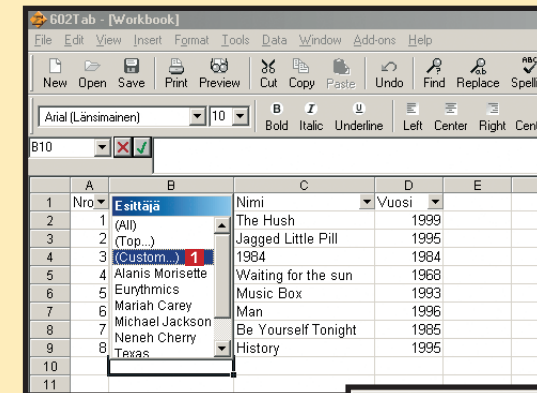 602Tab - [Workbook]
File Edit View Insert Format Tools Data Window Add-ons Help
New Open Save Print Preview Cut Copy Paste Undo Find Replace
Arial (Länsimainen) 10 Bold Italic Underline Left Center Right
B10
A B C D E
1 Nro Esittäjä Nimi Vuosi
2 1 (All) The Hush 1999
3 2 (Top...) Jagged Little Pill 1995
4 3 (Custom...) 1 1984 1984
5 4 Alanis Morisette Waiting for the sun 1968
6 5 Eurythmics Music Box 1993
7 6 Mariah Carey Man 1996
8 7 Michael Jackson Be Yourself Tonight 1985
9 8 Neneh Cherry History 1995
Texas
10
11